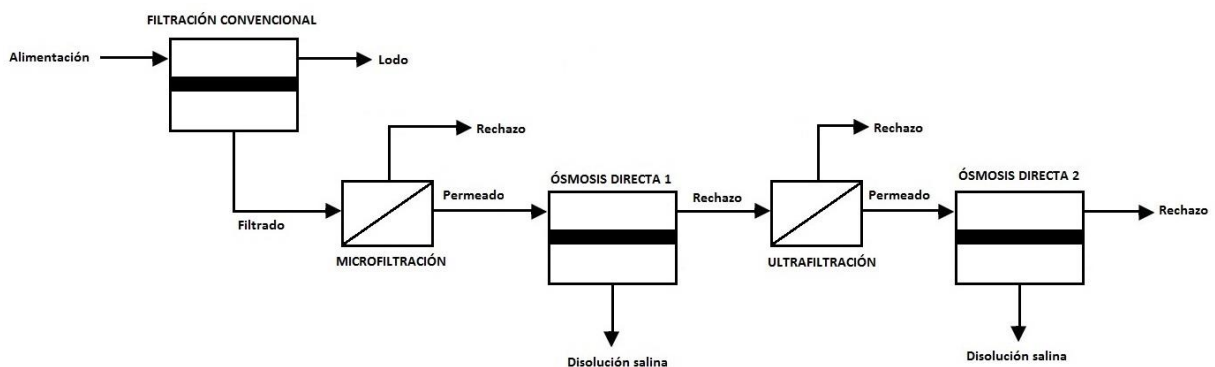 FILTRACIÓN CONVENCIONAL
Alimentación
Lodo
Rechazo
Rechazo
ÓSMOSIS DIRECTA 1
ÓSMOSIS DIRECTA 2
Permeado
Rechazo
Permeado
Rechazo
Filtrado
MICROFILTRACIÓN
ULTRAFILTRACIÓN
Disolución salina
Disolución salina